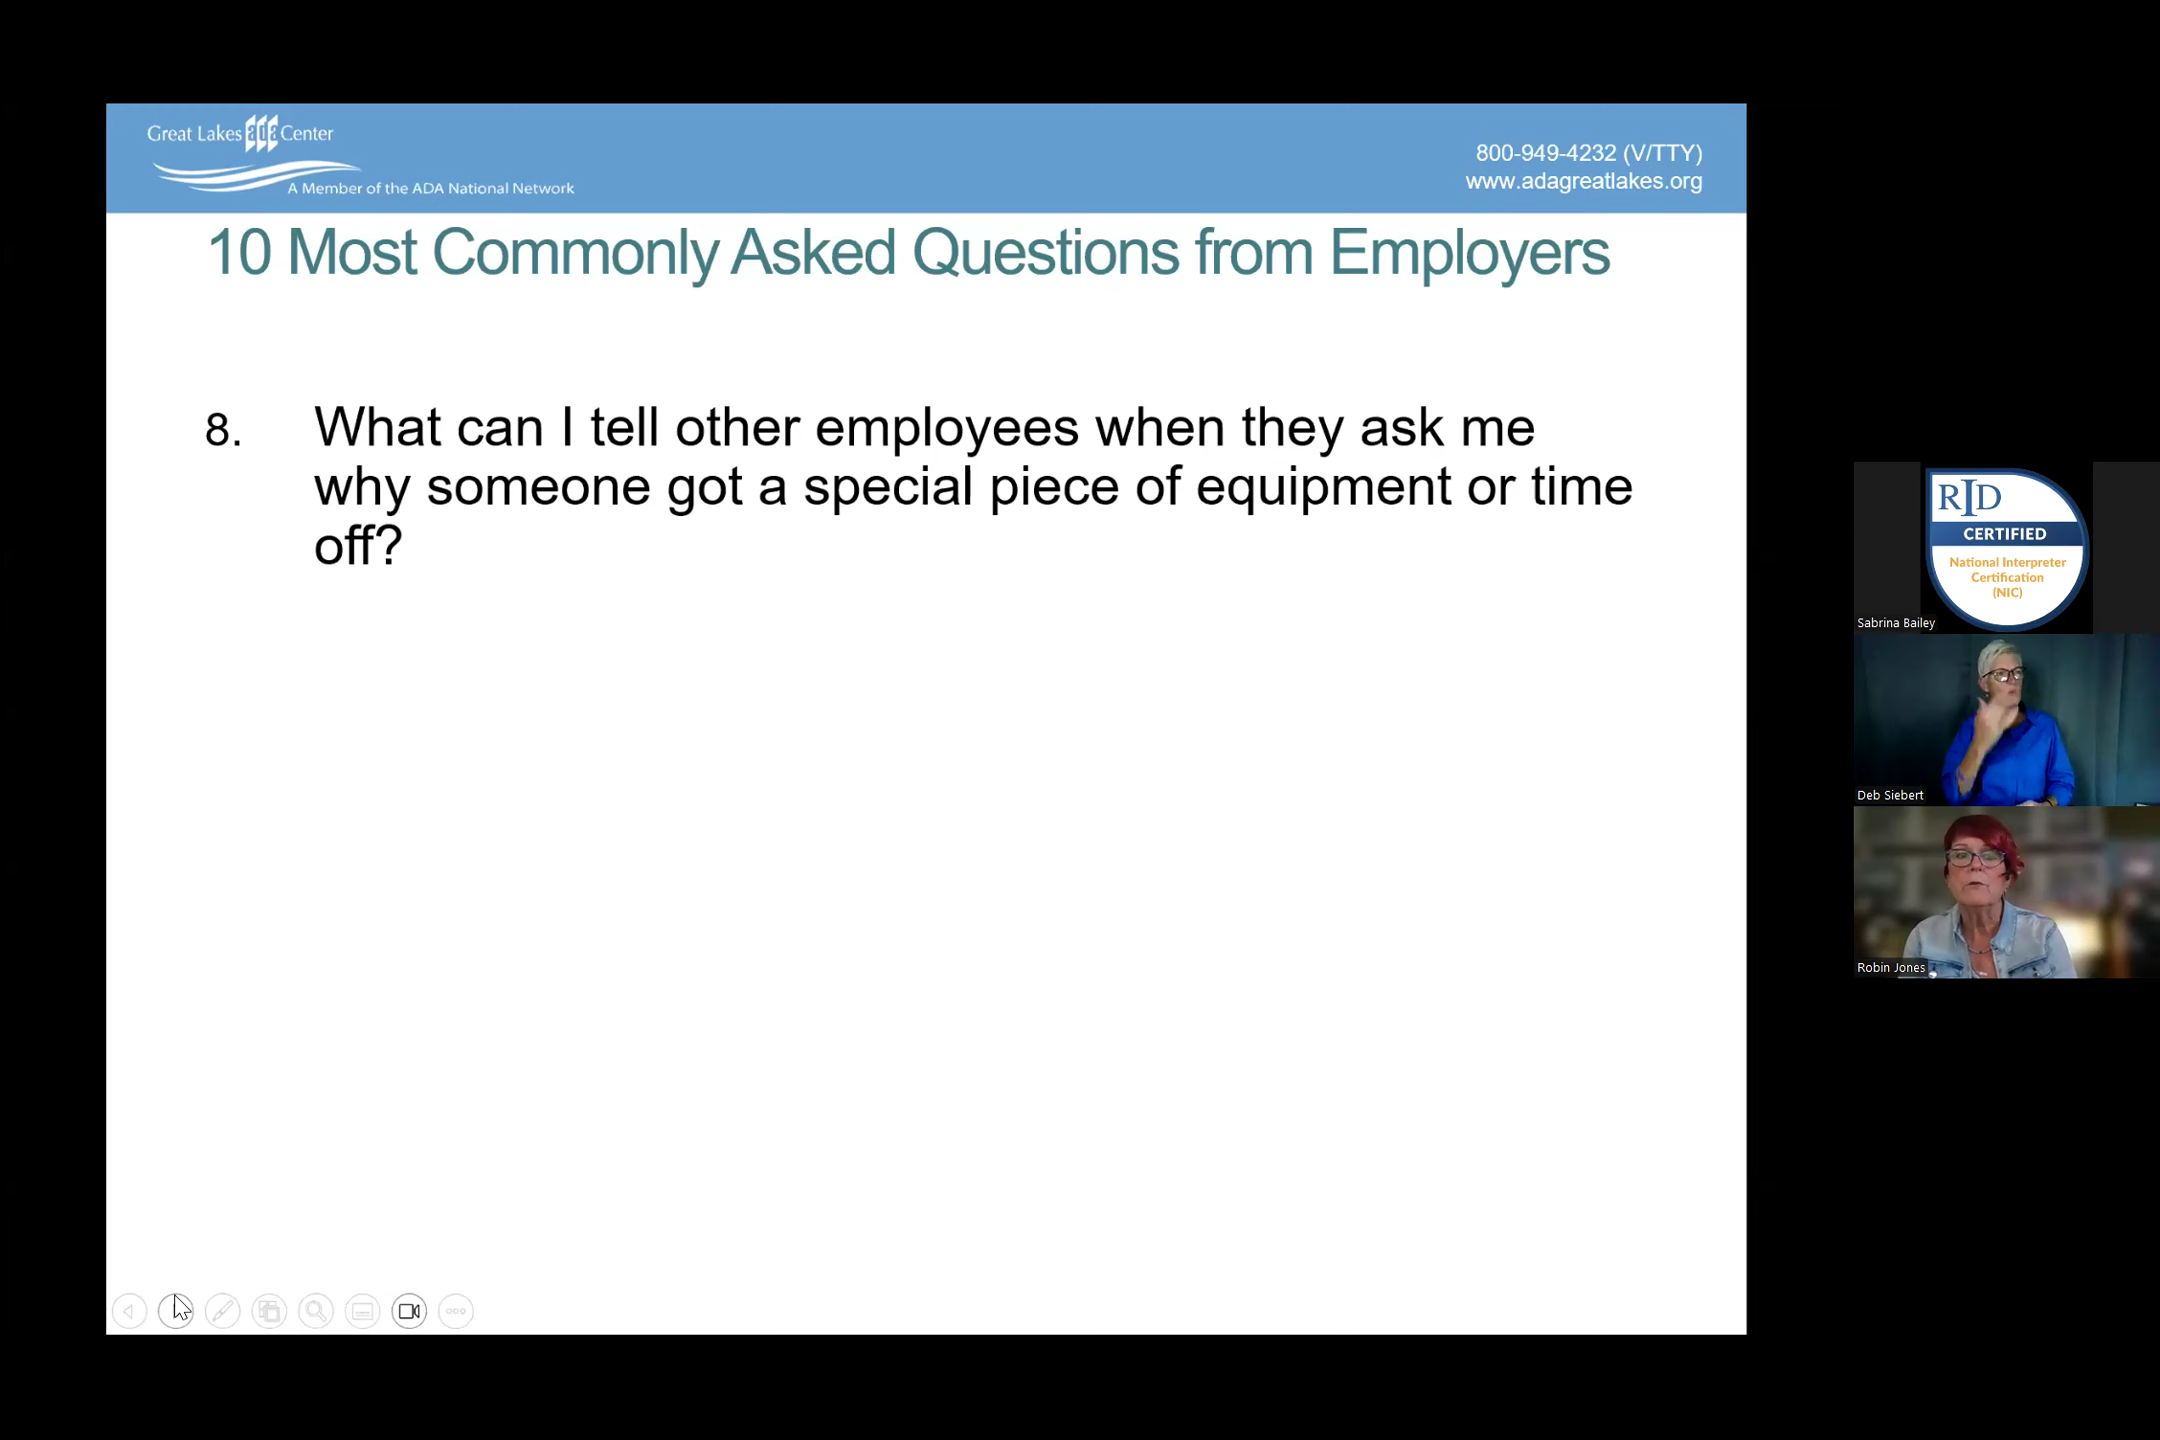 Great Lakes ada Center
A Member of the ADA National Network
800-949-4232 (V/TTY)
www.adagreatlakes.org
10 Most Commonly Asked Questions from Employers
8. What can I tell other employees when they ask me
why someone got a special piece of equipment or time
off?
RID
CERTIFIED
National Interpreter
Certification
(NIC)
Sabrina Bailey
Deb Siebert
Robin Jones